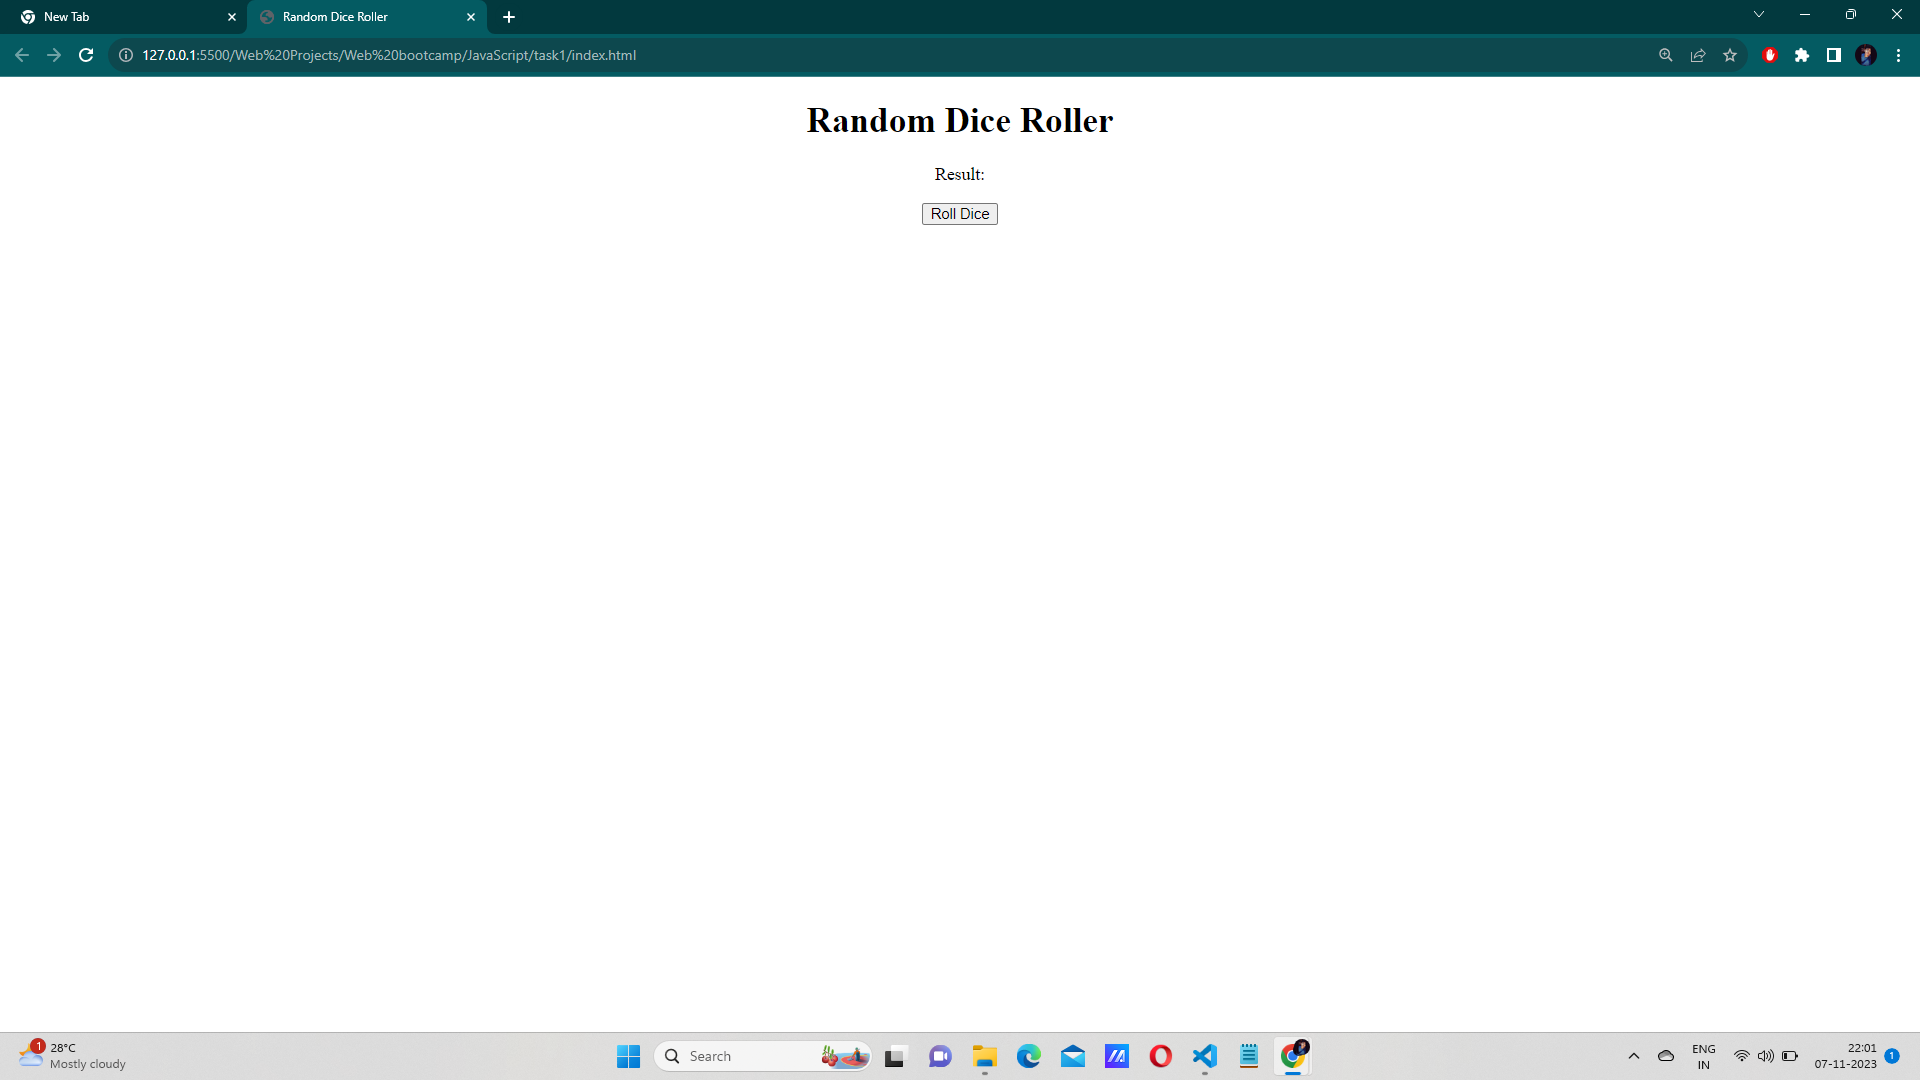 New Tab
Random Dice Roller
127.0.0.1:5500/Web%20Projects/Web%20bootcamp/JavaScript/task1/index.html
Random Dice Roller
Result:
Roll Dice
1
28°C
Mostly cloudy
Search
ENG
IN
22:01
07-11-2023
1